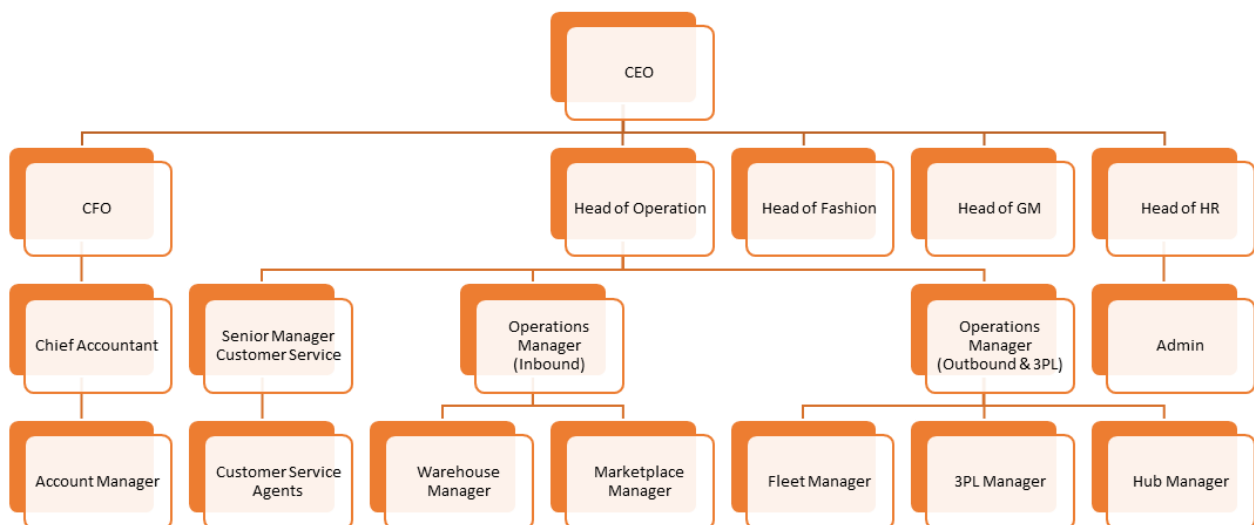 CEO
CFO
Head of Operation
Head of Fashion
Head of GM
Head of HR
Chief Accountant
Senior Manager
Customer Service
Operations
Manager
(Inbound)
Operations
Manager
(Outbound & 3PL)
Admin
Account Manager
Customer Service
Agents
Warehouse
Manager
Marketplace
Manager
Fleet Manager
3PL Manager
Hub Manager